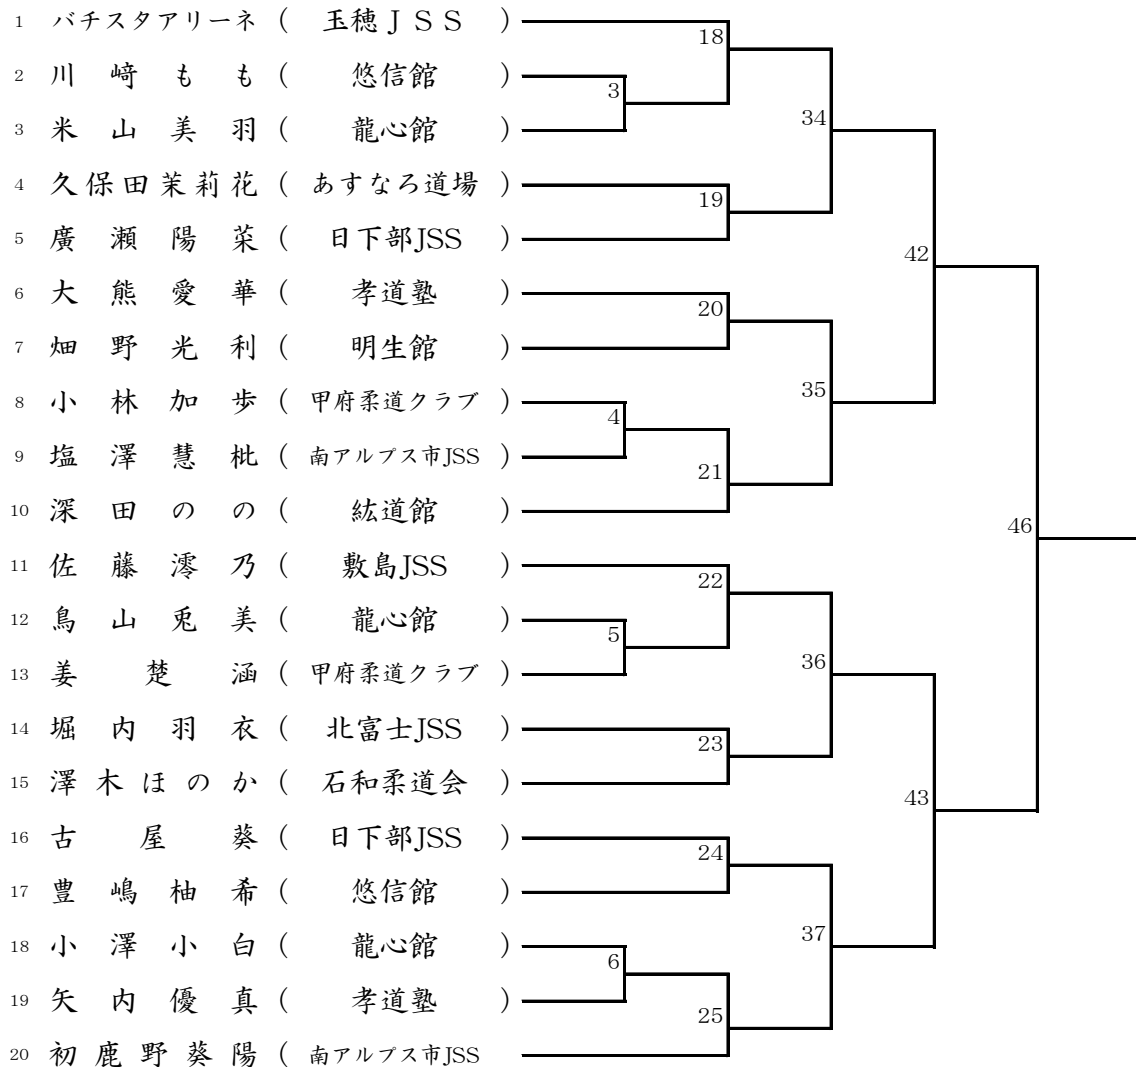 1 バチスタアリーネ ( 玉穂JSS )
18
2 川﨑もも ( 悠信館 )
3
3 米山美羽 ( 龍心館 )
34
4 久保田茉莉花 ( あすなろ道場 )
19
5 廣瀬陽菜 ( 日下部JSS )
42
6 大熊愛華 ( 孝道塾 )
20
7 畑野光利 ( 明生館 )
35
8 小林加歩 ( 甲府柔道クラブ )
4
9 塩澤慧枇 ( 南アルプス市JSS )
21
10 深田のの ( 紘道館 )
46
11 佐藤澪乃 ( 敷島JSS )
22
12 鳥山兎美 ( 龍心館 )
5
13 姜楚涵 ( 甲府柔道クラブ )
36
14 堀内羽衣 ( 北富士JSS )
23
15 澤木ほのか ( 石和柔道会 )
43
16 古屋葵 ( 日下部JSS )
24
17 豊嶋柚希 ( 悠信館 )
37
18 小澤小白 ( 龍心館 )
6
19 矢内優真 ( 孝道塾 )
25
20 初鹿野葵陽 ( 南アルプス市JSS